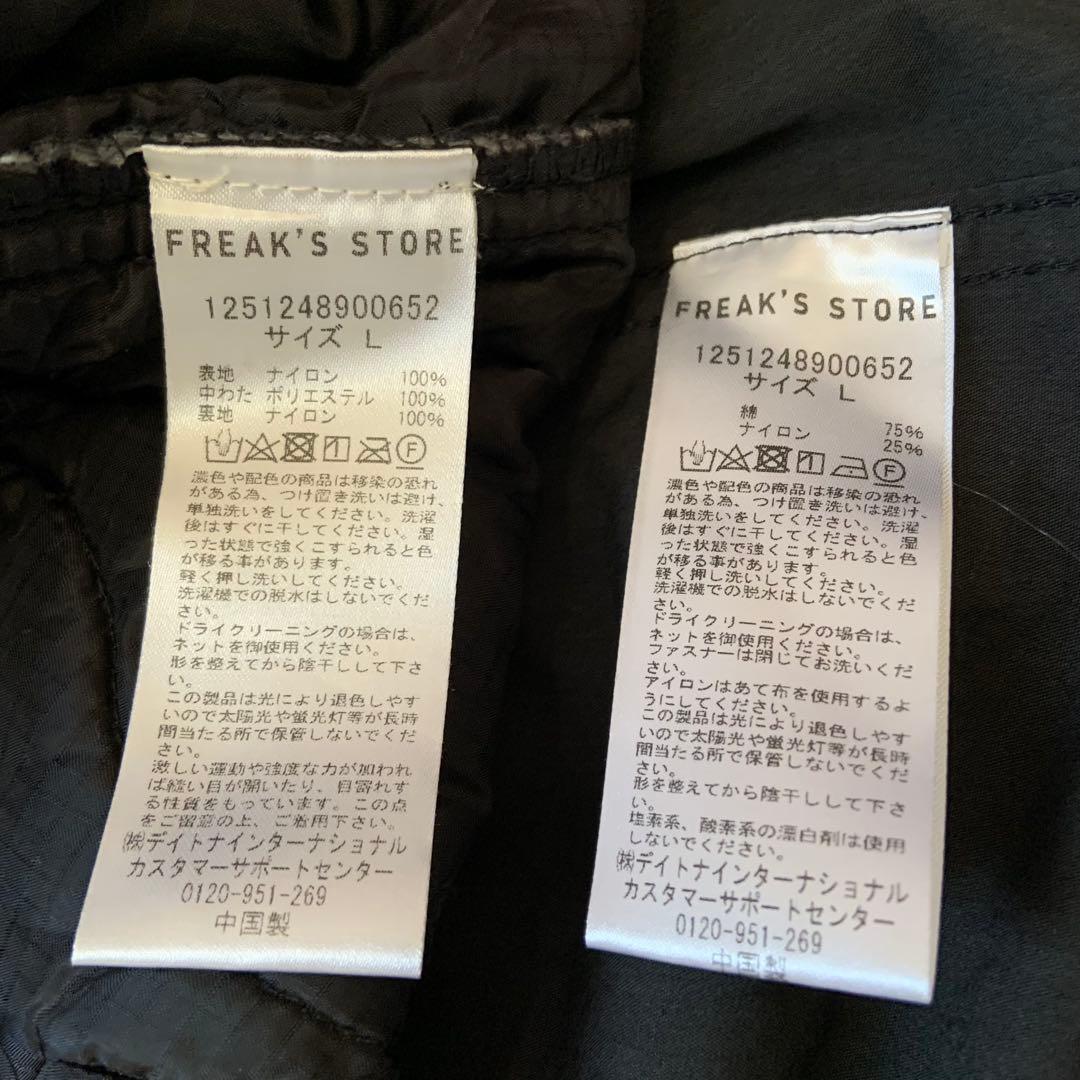 FREAK'S STORE
1251248900652
サイズ L
表地 ナイロン 100%
中わた ポリエステル 100%
裏地 ナイロン 100%
濃色や配色の商品は移染の恐れ
がある為、つけ置き洗いは避け、
単独洗いをしてください。洗濯
後はすぐに干してください。湿
った状態で強くこすられると色
が移る事があります。
軽く押し洗いしてください。
洗濯機での脱水はしないでくだ
さい。
ドライクリーニングの場合は、
ネットを御使用ください。
形を整えてから陰干しして下さ
い。
この製品は光により退色しやす
いので太陽光や蛍光灯等が長時
間当たる所で保管しないでくだ
さい。
激しい運動や強度な力が加われ
ば縫い目が開いたり、目寄れす
る性質をもっています。この点
をご留意の上、ご着用下さい。
㈱デイトナインターナショナル
カスタマーサポートセンター
0120-951-269
中国製
FREAK'S STORE
1251248900652
サイズ L
綿 75%
ナイロン 25%
濃色や配色の商品は移染の恐れ
がある為、つけ置き洗いは避け、
単独洗いをしてください。洗濯
後はすぐに干してください。湿
った状態で強くこすられると色
が移る事があります。
軽く押し洗いしてください。
洗濯機での脱水はしないでくだ
さい。
ドライクリーニングの場合は、
ネットを御使用ください。
ファスナーは閉じてお洗いくだ
さい。
アイロンはあて布を使用するよ
うにしてください。
この製品は光により退色しやす
いので太陽光や蛍光灯等が長時
間当たる所で保管しないでくだ
さい。
形を整えてから陰干しして下さ
い。
塩素系、酸素系の漂白剤は使用
しないでください。
㈱デイトナインターナショナル
カスタマーサポートセンター
0120-951-269
中国製